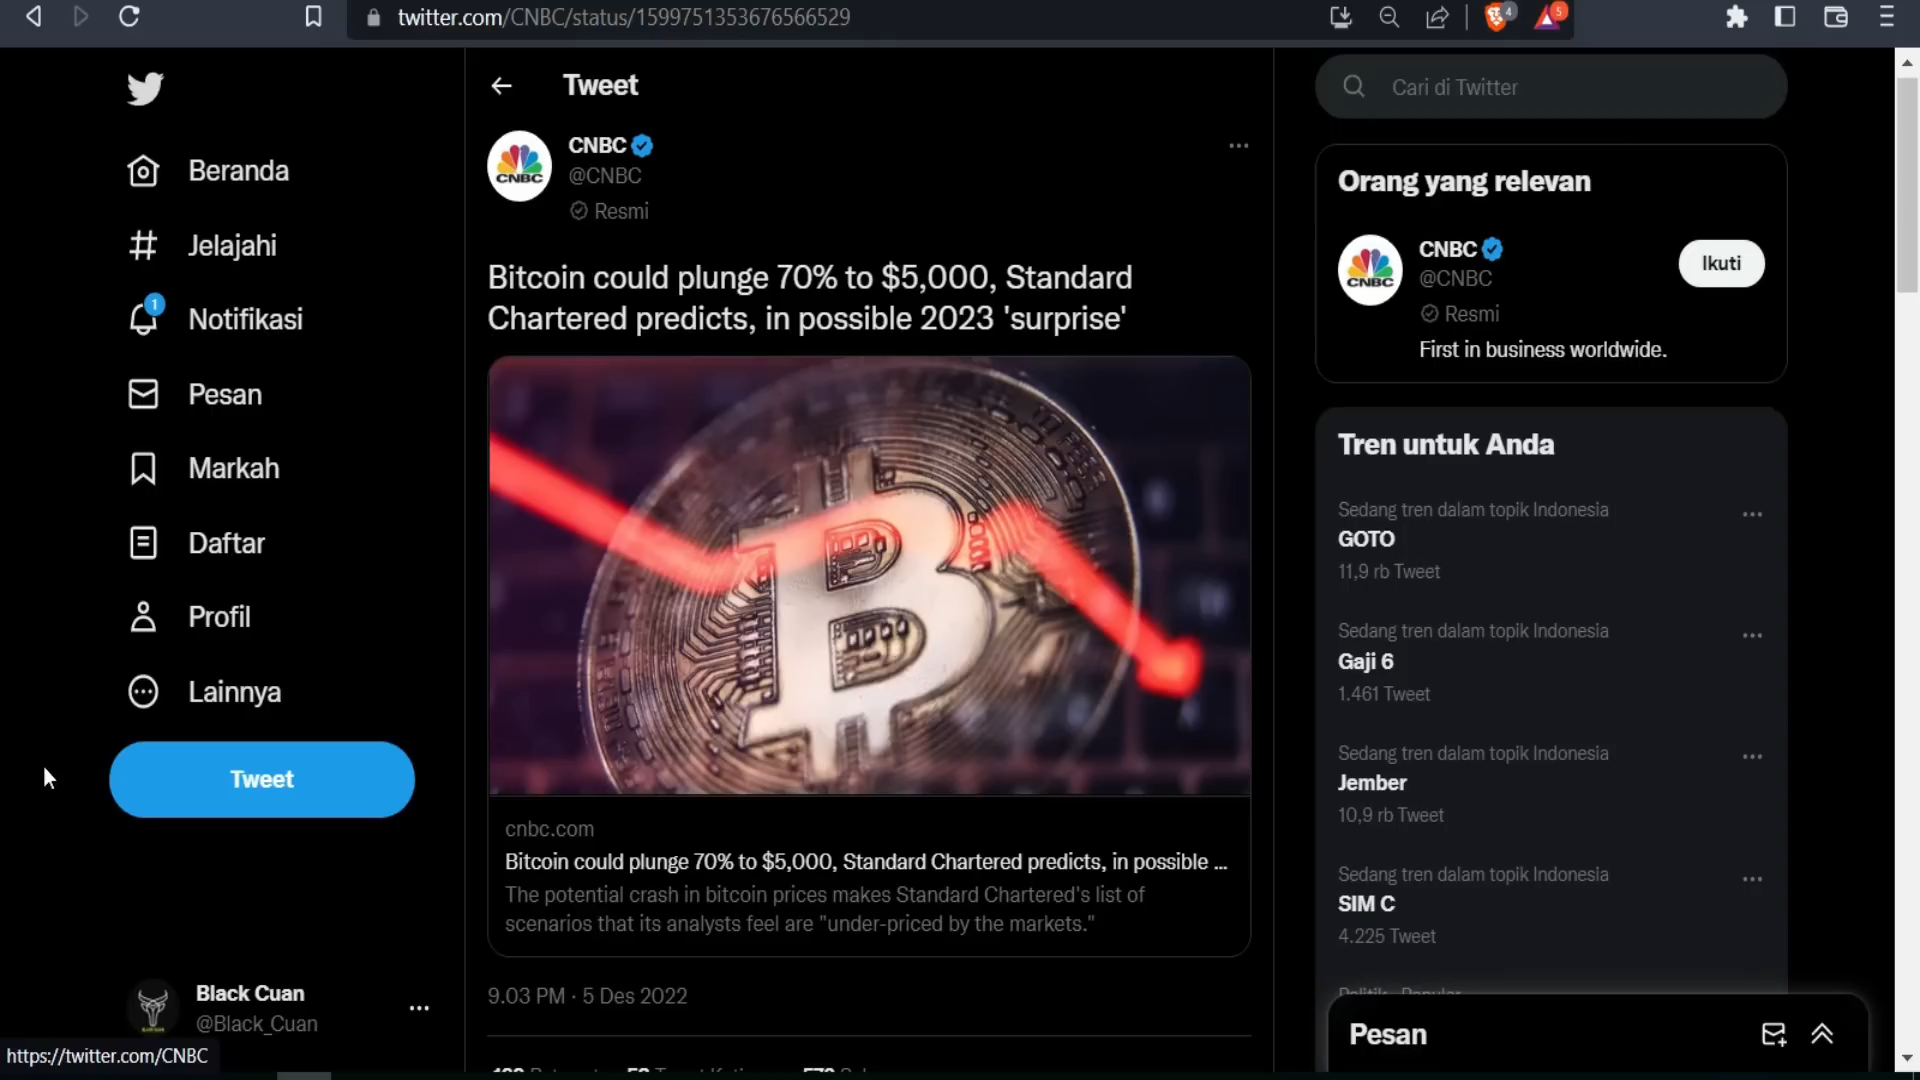 twitter.com/CNBC/status/1599751353676566529
4
5
Tweet
Cari di Twitter
CNBC
@CNBC
Resmi
Beranda
Jelajahi
1
Notifikasi
Pesan
Markah
Daftar
Profil
Lainnya
Tweet
Bitcoin could plunge 70% to $5,000, Standard
Chartered predicts, in possible 2023 'surprise'
cnbc.com
Bitcoin could plunge 70% to $5,000, Standard Chartered predicts, in possible ...
The potential crash in bitcoin prices makes Standard Chartered's list of
scenarios that its analysts feel are "under-priced by the markets."
9.03 PM · 5 Des 2022
Orang yang relevan
CNBC
CNBC
@CNBC
Ikuti
Resmi
First in business worldwide.
Tren untuk Anda
Sedang tren dalam topik Indonesia
GOTO
11,9 rb Tweet
Sedang tren dalam topik Indonesia
Gaji 6
1.461 Tweet
Sedang tren dalam topik Indonesia
Jember
10,9 rb Tweet
Sedang tren dalam topik Indonesia
SIM C
4.225 Tweet
Pesan
Black Cuan
@Black_Cuan
https://twitter.com/CNBC